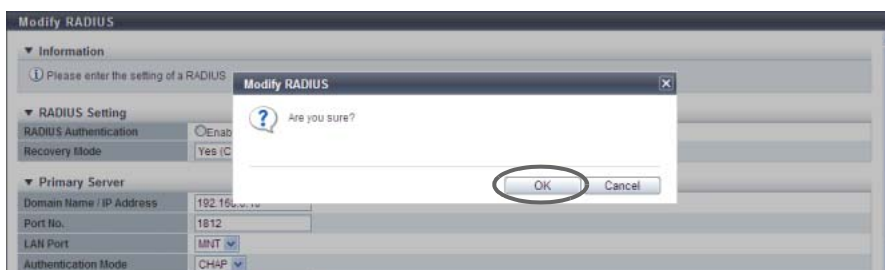 Modify RADIUS
▼ Information
Please enter the setting of a RADIUS
Modify RADIUS
Are you sure?
OK Cancel
▼ RADIUS Setting
RADIUS Authentication
Recovery Mode Yes
▼ Primary Server
Domain Name / IP Address
Port No. 1812
LAN Port MNT
Authentication Mode CHAP